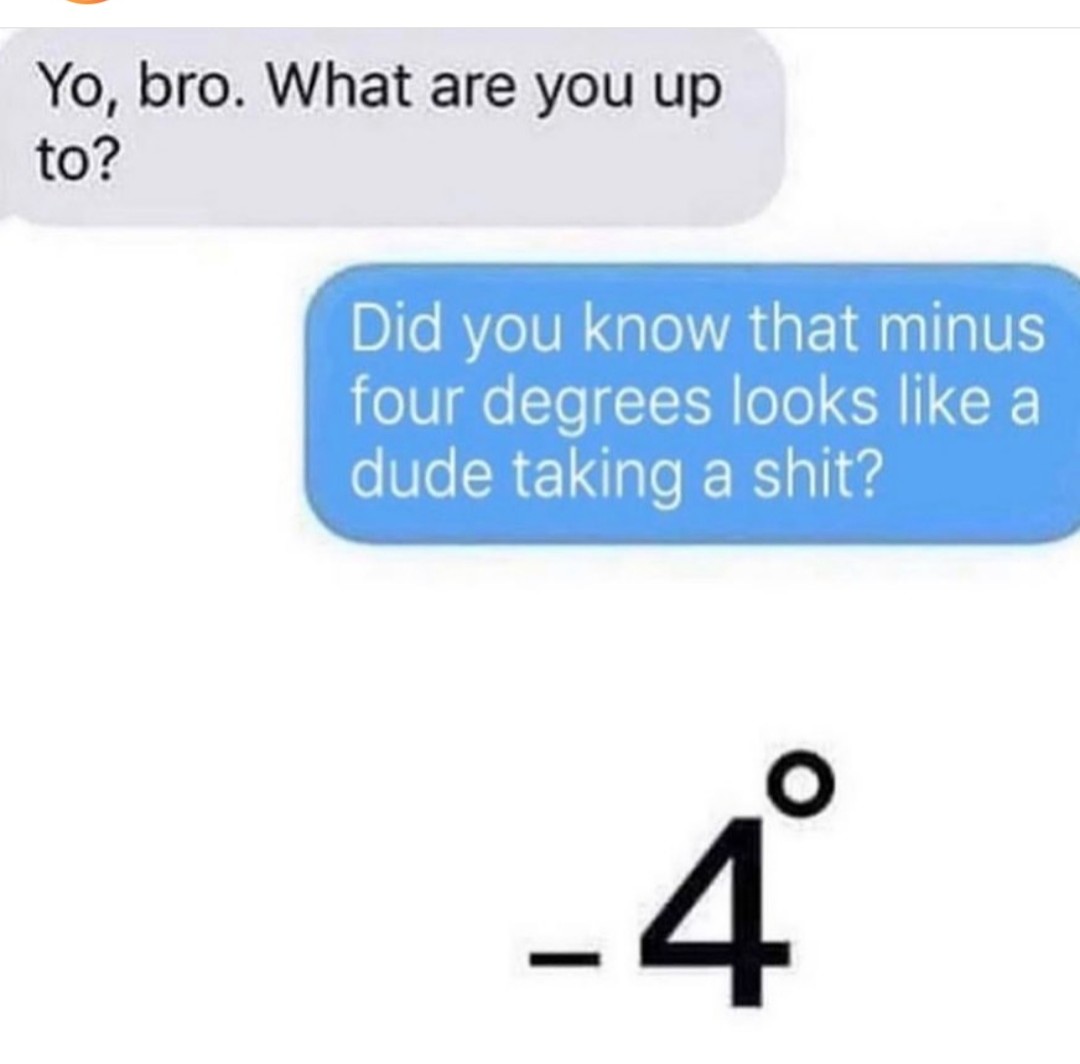 Yo, bro. What are you up
to?
Did you know that minus
four degrees looks like a
dude taking a shit?
-4°